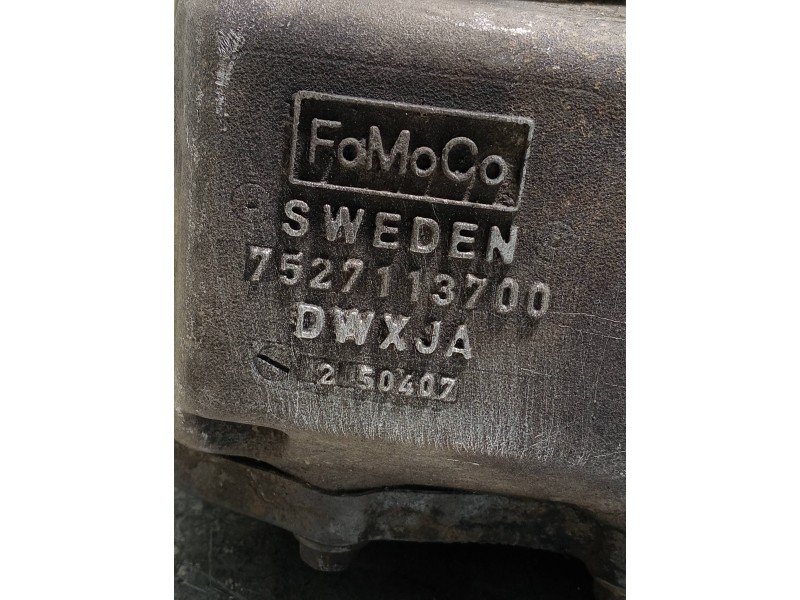 FoMoCo
SWEDEN
7527113700
DWXJA
2 50407